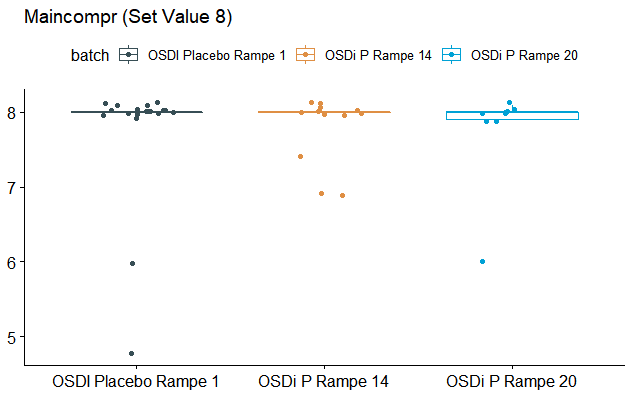 Maincompr (Set Value 8)
batch OSDI Placebo Rampe 1 OSDi P Rampe 14 OSDi P Rampe 20
8
7
6
5
OSDI Placebo Rampe 1 OSDi P Rampe 14 OSDi P Rampe 20